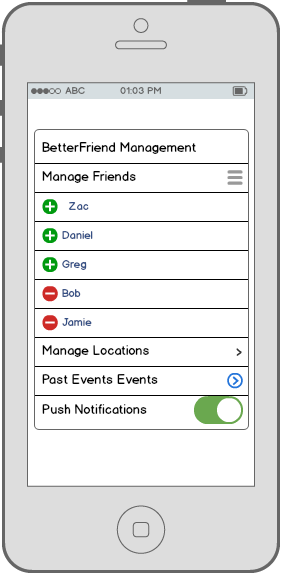 ABC 01:03 PM
BetterFriend Management
Manage Friends
Zac
Daniel
Greg
Bob
Jamie
Manage Locations
Past Events Events
Push Notifications